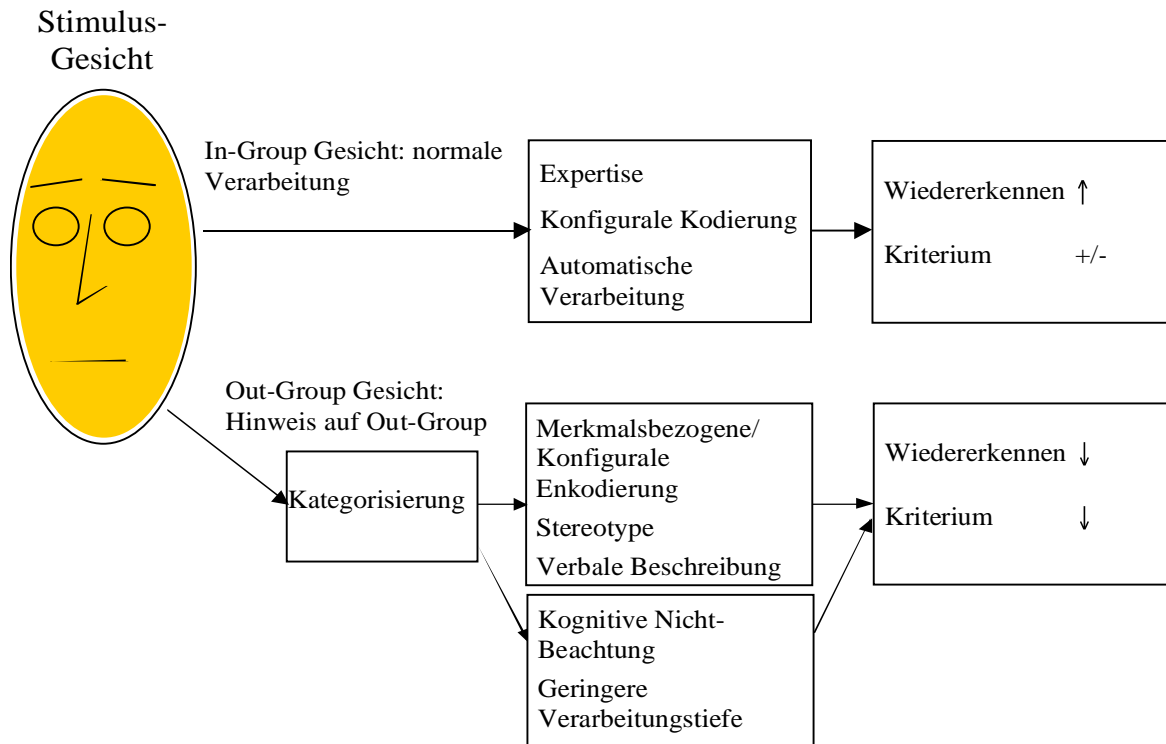 Stimulus-
Gesicht
In-Group Gesicht: normale
Verarbeitung
Expertise
Konfigurale Kodierung
Automatische
Verarbeitung
Wiedererkennen ↑
Kriterium +/-
Out-Group Gesicht:
Hinweis auf Out-Group
Kategorisierung
Merkmalsbezogene/
Konfigurale
Enkodierung
Stereotype
Verbale Beschreibung
Kognitive Nicht-
Beachtung
Geringere
Verarbeitungstiefe
Wiedererkennen ↓
Kriterium ↓